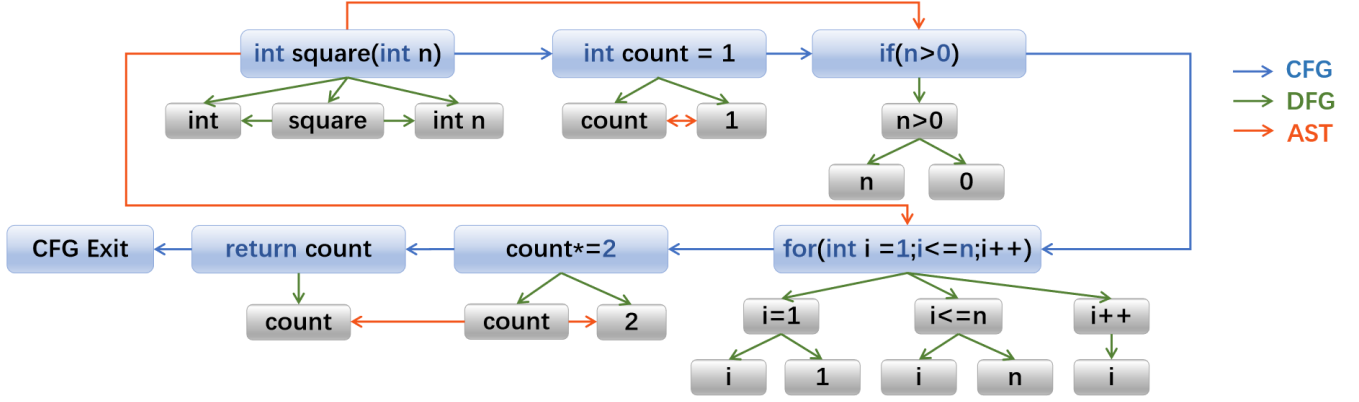 int square(int n)
int count = 1
if(n>0)
CFG
DFG
AST
int
square
int n
count
1
n>0
n
0
CFG Exit
return count
count*=2
for(int i =1;i<=n;i++)
count
count
2
i=1
i<=n
i++
i
1
i
n
i